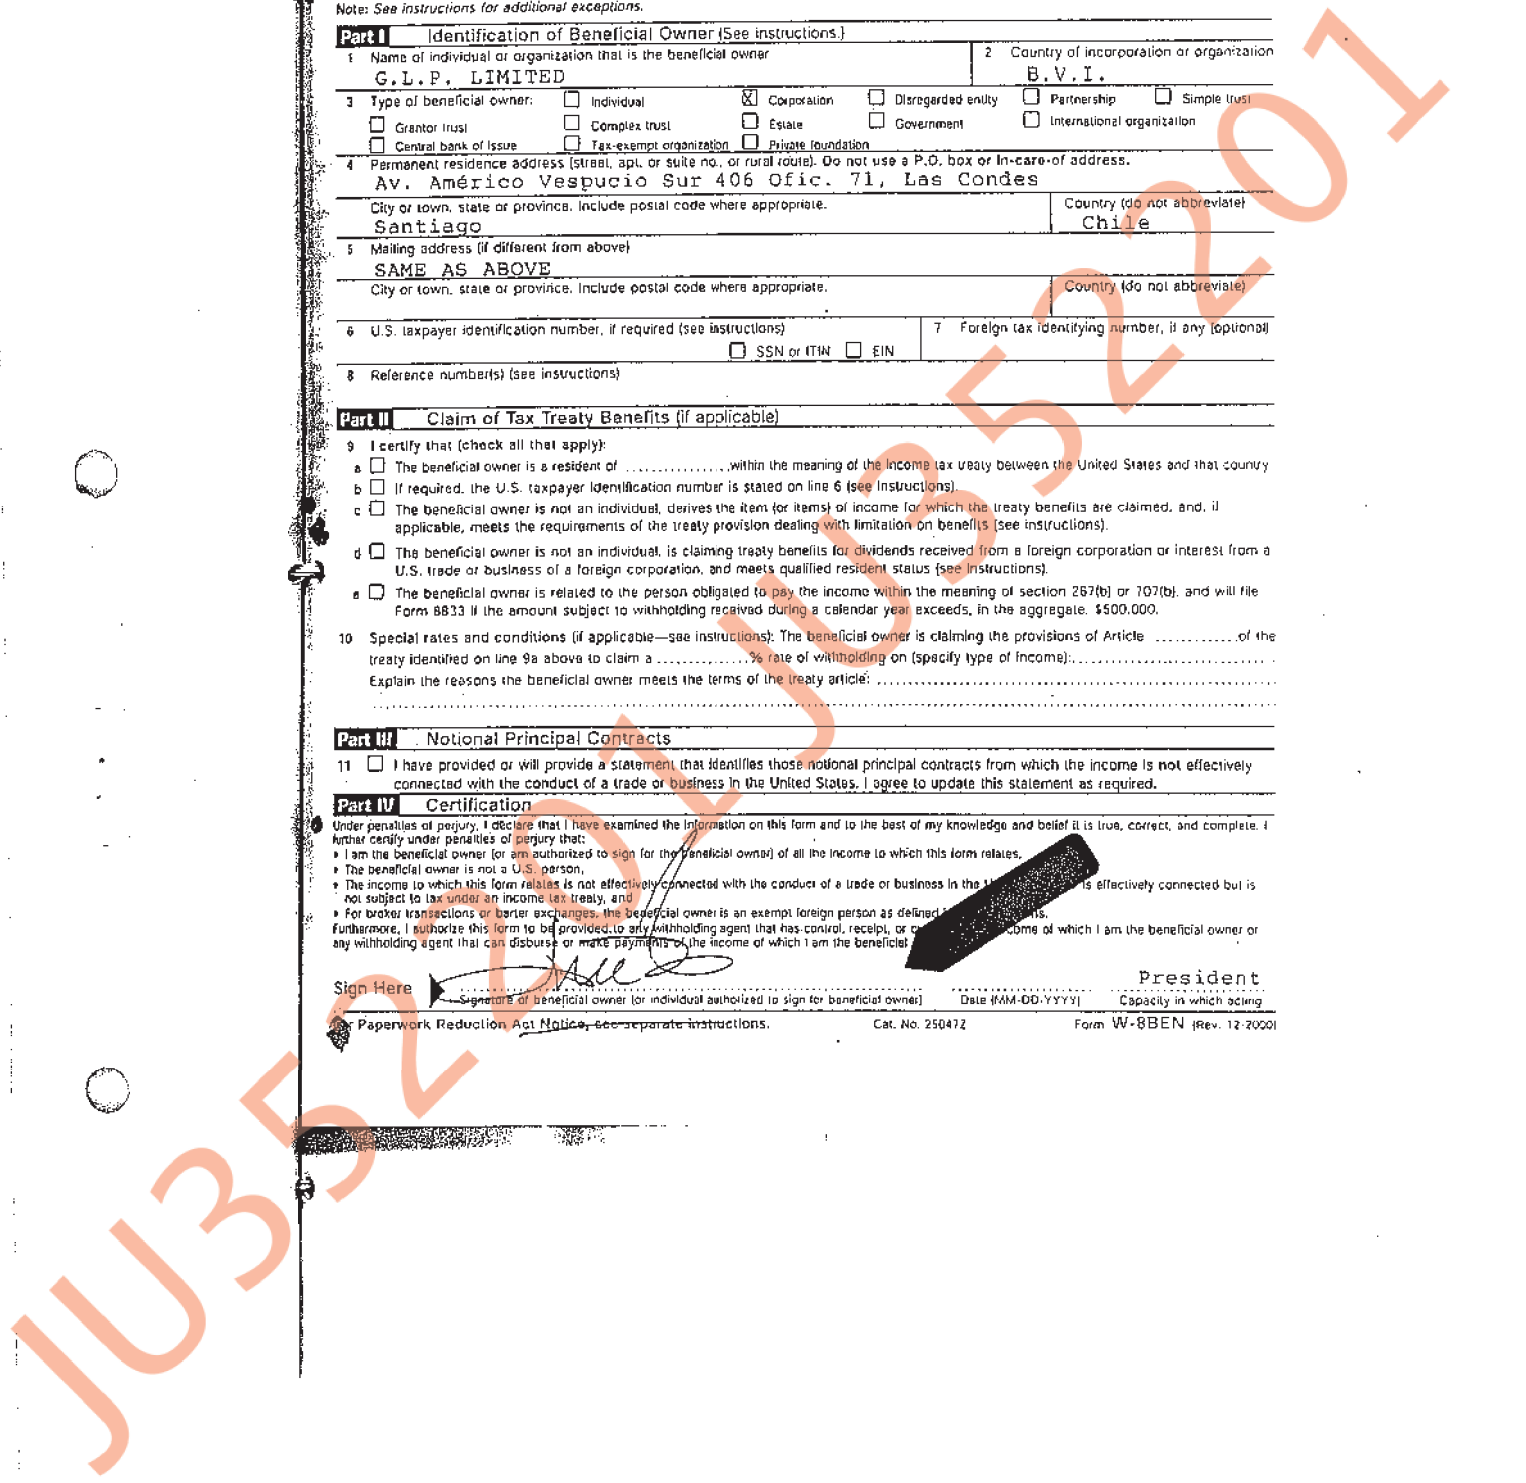 Note: See instructions for additional exceptions.
Part I Identification of Beneficial Owner (See instructions.)
1 Name of individual or organization that is the beneficial owner
2 Country of incorporation or organization
G.L.P. LIMITED
B.V.I.
3 Type of beneficial owner: Individual Corporation Disregarded entity Partnership Simple trust
Grantor trust Complex trust Estate Government International organization
Central bank of issue Tax-exempt organization Private foundation
4 Permanent residence address (street, apt. or suite no., or rural route). Do not use a P.O. box or in-care-of address.
Av. Américo Vespucio Sur 406 Ofic. 71, Las Condes
City or town, state or province. Include postal code where appropriate.
Country (do not abbreviate)
Santiago
Chile
5 Mailing address (if different from above)
SAME AS ABOVE
City or town, state or province. Include postal code where appropriate.
Country (do not abbreviate)
6 U.S. taxpayer identification number, if required (see instructions)
SSN or ITIN EIN
7 Foreign tax identifying number, if any (optional)
8 Reference number(s) (see instructions)
Part II Claim of Tax Treaty Benefits (if applicable)
9 I certify that (check all that apply):
a The beneficial owner is a resident of .................. within the meaning of the income tax treaty between the United States and that country
b If required, the U.S. taxpayer identification number is stated on line 6 (see instructions).
c The beneficial owner is not an individual, derives the item (or items) of income for which the treaty benefits are claimed, and, if
applicable, meets the requirements of the treaty provision dealing with limitation on benefits (see instructions).
d The beneficial owner is not an individual, is claiming treaty benefits for dividends received from a foreign corporation or interest from a
U.S. trade or business of a foreign corporation, and meets qualified resident status (see instructions).
e The beneficial owner is related to the person obligated to pay the income within the meaning of section 267(b) or 707(b), and will file
Form 8833 if the amount subject to withholding received during a calendar year exceeds, in the aggregate, $500,000.
10 Special rates and conditions (if applicable—see instructions): The beneficial owner is claiming the provisions of Article ............ of the
treaty identified on line 9a above to claim a .............% rate of withholding on (specify type of income):
Explain the reasons the beneficial owner meets the terms of the treaty article:
Part III Notional Principal Contracts
11 I have provided or will provide a statement that identifies those notional principal contracts from which the income is not effectively
connected with the conduct of a trade or business in the United States. I agree to update this statement as required.
Part IV Certification
Under penalties of perjury, I declare that I have examined the information on this form and to the best of my knowledge and belief it is true, correct, and complete. I
further certify under penalties of perjury that:
• I am the beneficial owner (or am authorized to sign for the beneficial owner) of all the income to which this form relates,
• The beneficial owner is not a U.S. person,
• The income to which this form relates is not effectively connected with the conduct of a trade or business in the is effectively connected but is
not subject to tax under an income tax treaty, and
• For broker transactions or barter exchanges, the beneficial owner is an exempt foreign person as defined
Furthermore, I authorize this form to be provided to any withholding agent that has control, receipt, or of which I am the beneficial owner or
any withholding agent that can disburse or make payments of the income of which I am the beneficial
President
Sign Here
Signature of beneficial owner (or individual authorized to sign for beneficial owner) Date (MM-DD-YYYY) Capacity in which acting
Paperwork Reduction Act Notice, see separate instructions. Cat. No. 25047Z Form W-8BEN (Rev. 12-2000)
JU352201 JU352201